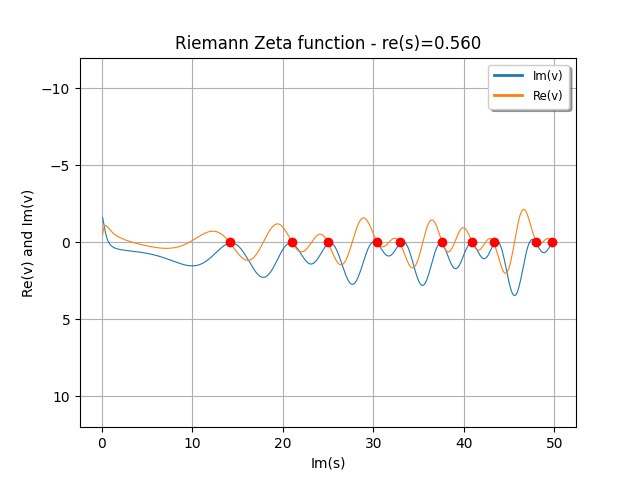 Riemann Zeta function - re(s)=0.560
Im(v)
Re(v)
Re(v) and Im(v)
−10
−5
0
5
10
0 10 20 30 40 50
Im(s)